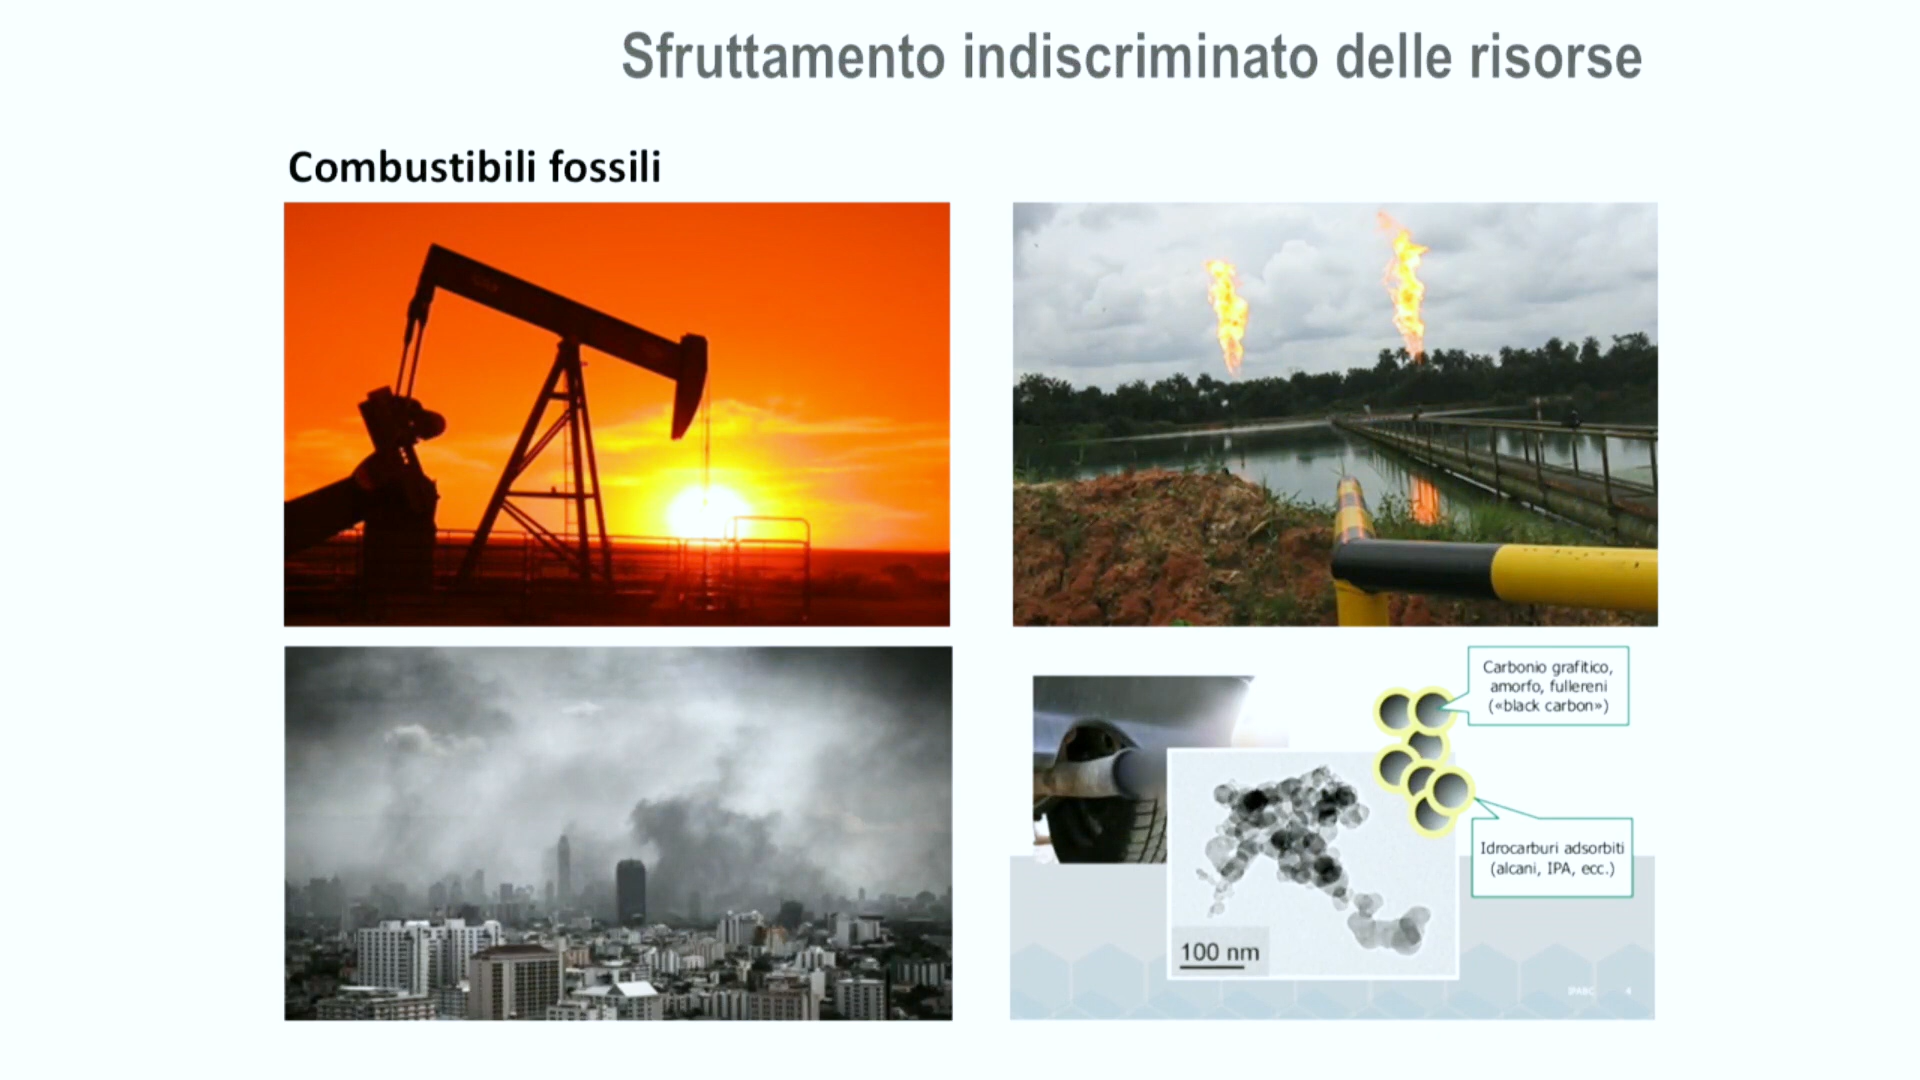 Sfruttamento indiscriminato delle risorse
Combustibili fossili
Carbonio grafitico,
amorfo, fullereni
(«black carbon»)
Idrocarburi adsorbiti
(alcani, IPA, ecc.)
100 nm
4